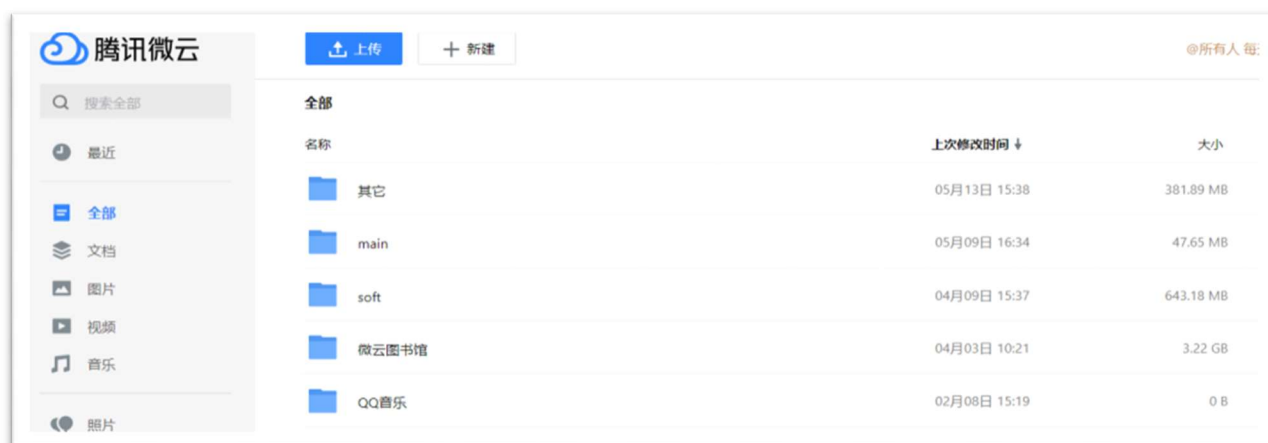 腾讯微云
搜索全部
最近
全部
文档
图片
视频
音乐
照片
上传 新建 @所有人 每
全部
名称 上次修改时间 大小
其它 05月13日 15:38 381.89 MB
main 05月09日 16:34 47.65 MB
soft 04月09日 15:37 643.18 MB
微云图书馆 04月03日 10:21 3.22 GB
QQ音乐 02月08日 15:19 0 B